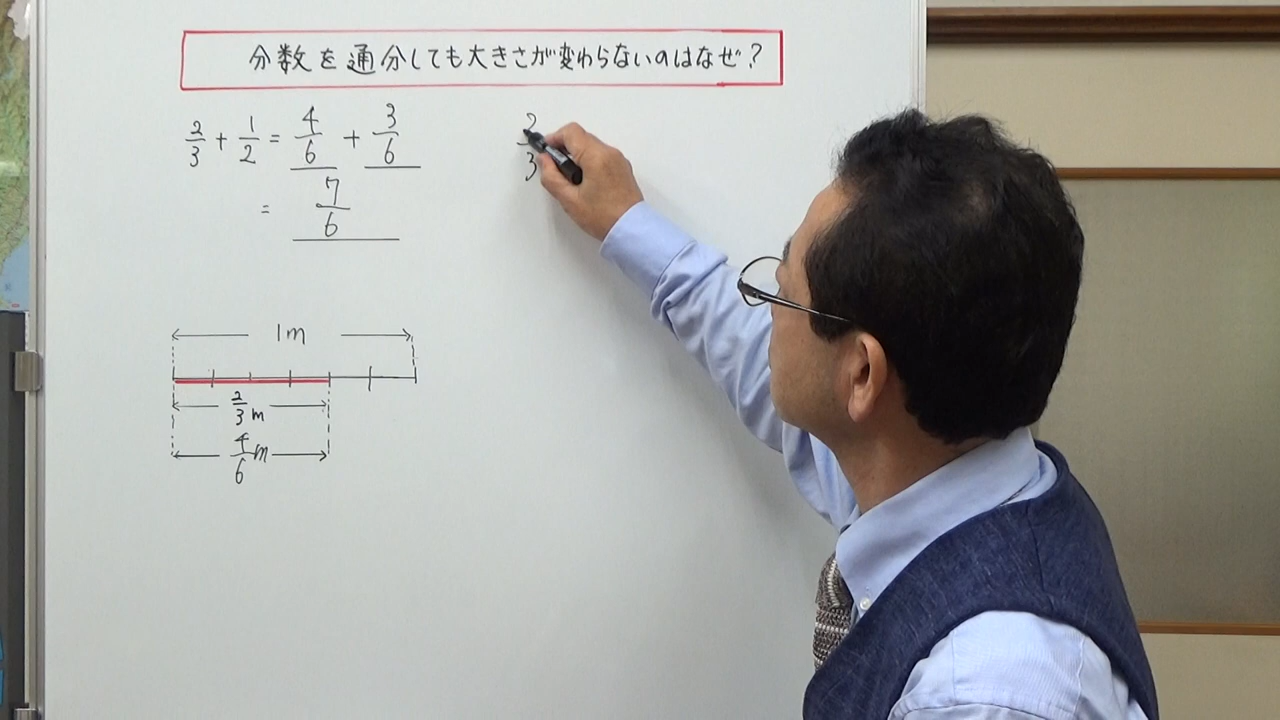 分数を通分しても大きさが変わらないのはなぜ?
2/3 + 1/2 = 4/6 + 3/6
= 7/6
2/3
1m
2/3 m
4/6 m